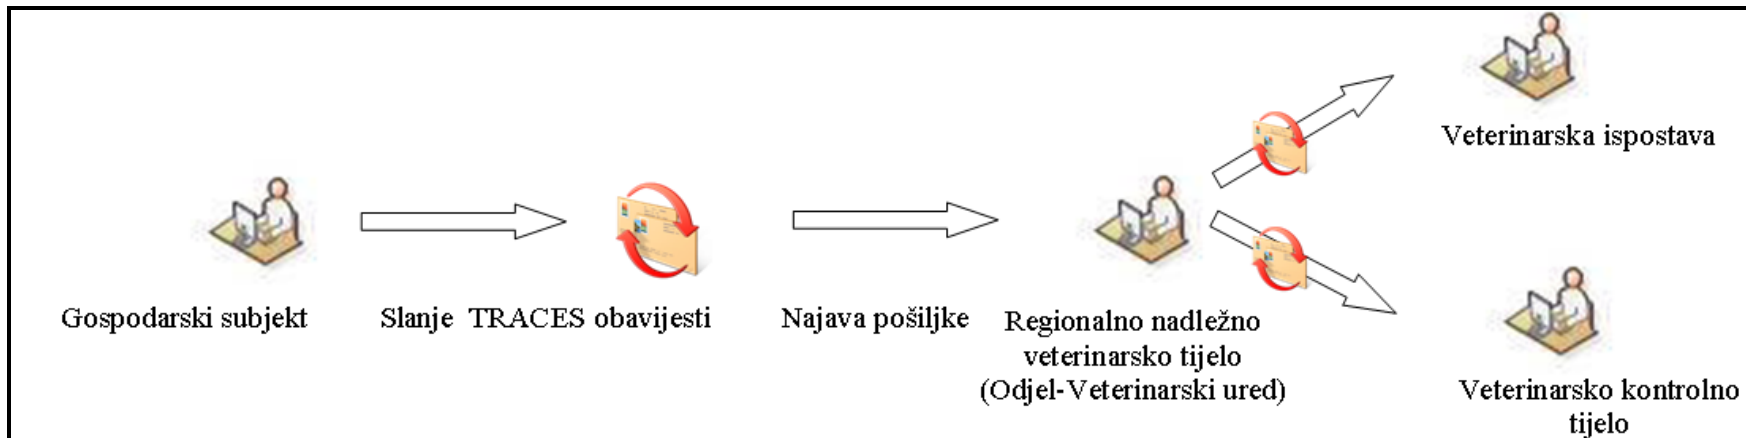 Veterinarska ispostava
Gospodarski subjekt
Slanje TRACES obavijesti
Najava pošiljke
Regionalno nadležno
veterinarsko tijelo
(Odjel-Veterinarski ured)
Veterinarsko kontrolno
tijelo